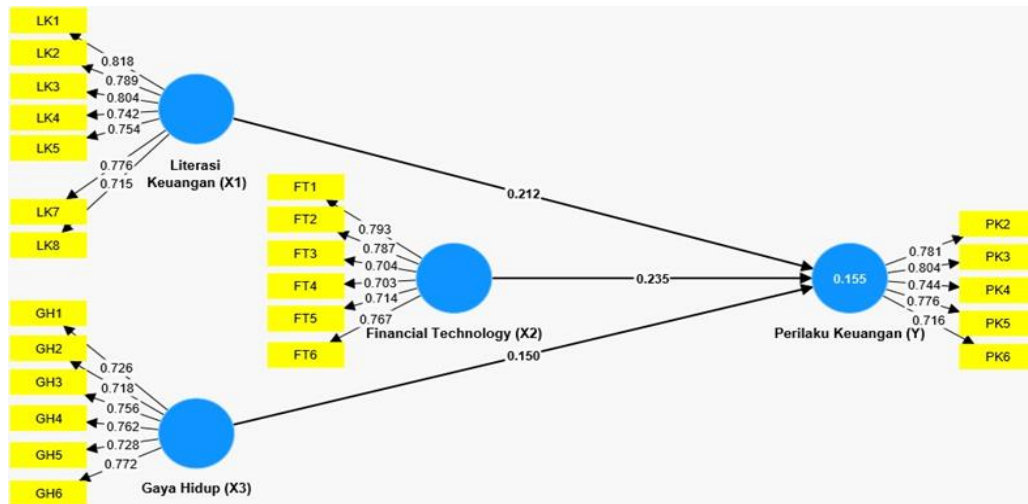 LK1
LK2
LK3
LK4
LK5
LK7
LK8
0.818
0.789
0.804
0.742
0.754
0.776
0.715
Literasi
Keuangan (X1)
FT1
FT2
FT3
FT4
FT5
FT6
0.793
0.787
0.704
0.703
0.714
0.767
Financial Technology (X2)
GH1
GH2
GH3
GH4
GH5
GH6
0.726
0.718
0.756
0.762
0.728
0.772
Gaya Hidup (X3)
0.212
0.235
0.150
0.155
Perilaku Keuangan (Y)
0.781
0.804
0.744
0.776
0.716
PK2
PK3
PK4
PK5
PK6